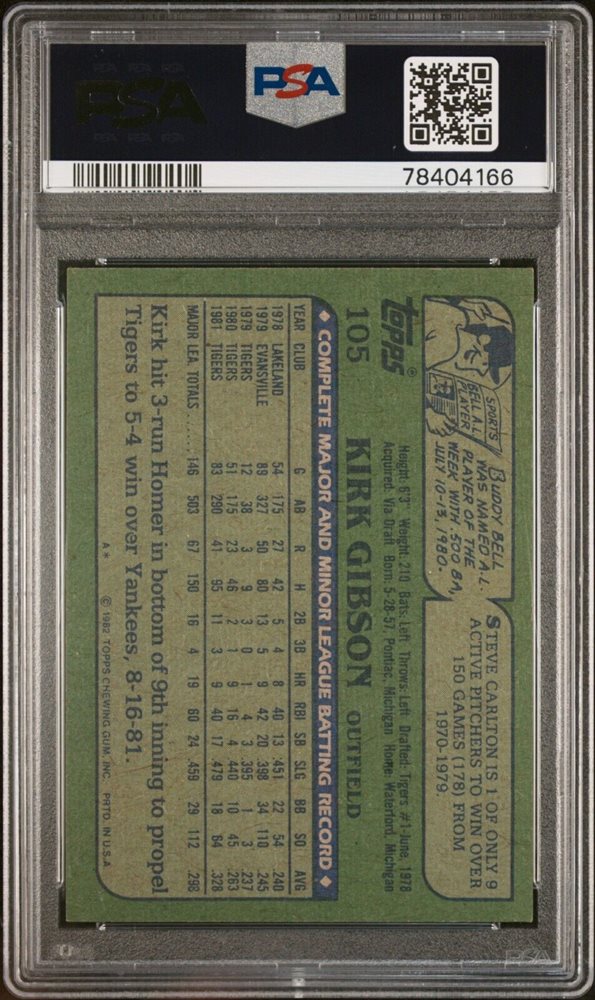 PSA
PSA
78404166
SPORTS
BELL A.L.
PLAYER
BUDDY BELL
WAS NAMED A.L.
PLAYER OF THE
WEEK WITH .500 BA,
JULY 10-13, 1980.
STEVE CARLTON IS 1 OF ONLY 9
ACTIVE PITCHERS TO WIN OVER
150 GAMES (178) FROM
1970-1979.
TOPPS®
105 KIRK GIBSON OUTFIELD
Height: 6'3" Weight: 210 Bats: Left Throws: Left Drafted: Tigers #1-June, 1978
Acquired: Via Draft Born: 5-28-57 Pontiac, Michigan Home: Waterford, Michigan
◆ COMPLETE MAJOR AND MINOR LEAGUE BATTING RECORD ◆
YEAR CLUB G AB R H 2B 3B HR RBI SB SLG BB SO AVG
1978 LAKELAND 54 175 27 42 5 4 8 40 13 .451 22 54 .240
1979 EVANSVILLE 89 327 50 80 13 5 9 42 20 .398 34 110 .245
1979 TIGERS 12 38 3 9 3 0 1 4 3 .395 1 3 .237
1980 TIGERS 51 175 23 46 2 1 9 16 4 .440 10 45 .263
1981 TIGERS 83 290 41 95 11 3 9 40 17 .479 18 64 .328
MAJOR LEA. TOTALS ...... 146 503 67 150 16 4 19 60 24 .459 29 112 .298
Kirk hit 3-run Homer in bottom of 9th inning to propel
Tigers to 5-4 win over Yankees, 8-16-81.
A* © 1982 TOPPS CHEWING GUM, INC. PRTD. IN U.S.A.
PSA